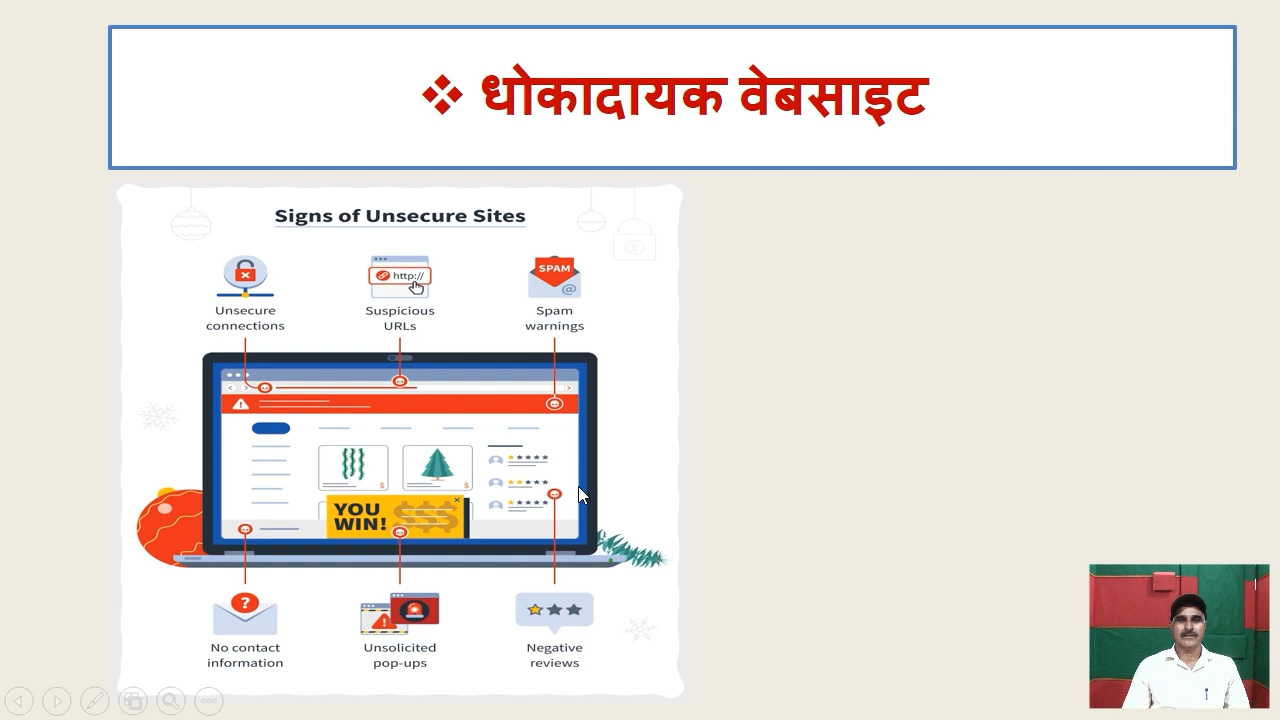 ❖ धोकादायक वेबसाइट
Signs of Unsecure Sites
http://
SPAM
@
Unsecure
connections
Suspicious
URLs
Spam
warnings
!
$
$
YOU
WIN!
?
!
No contact
information
Unsolicited
pop-ups
Negative
reviews